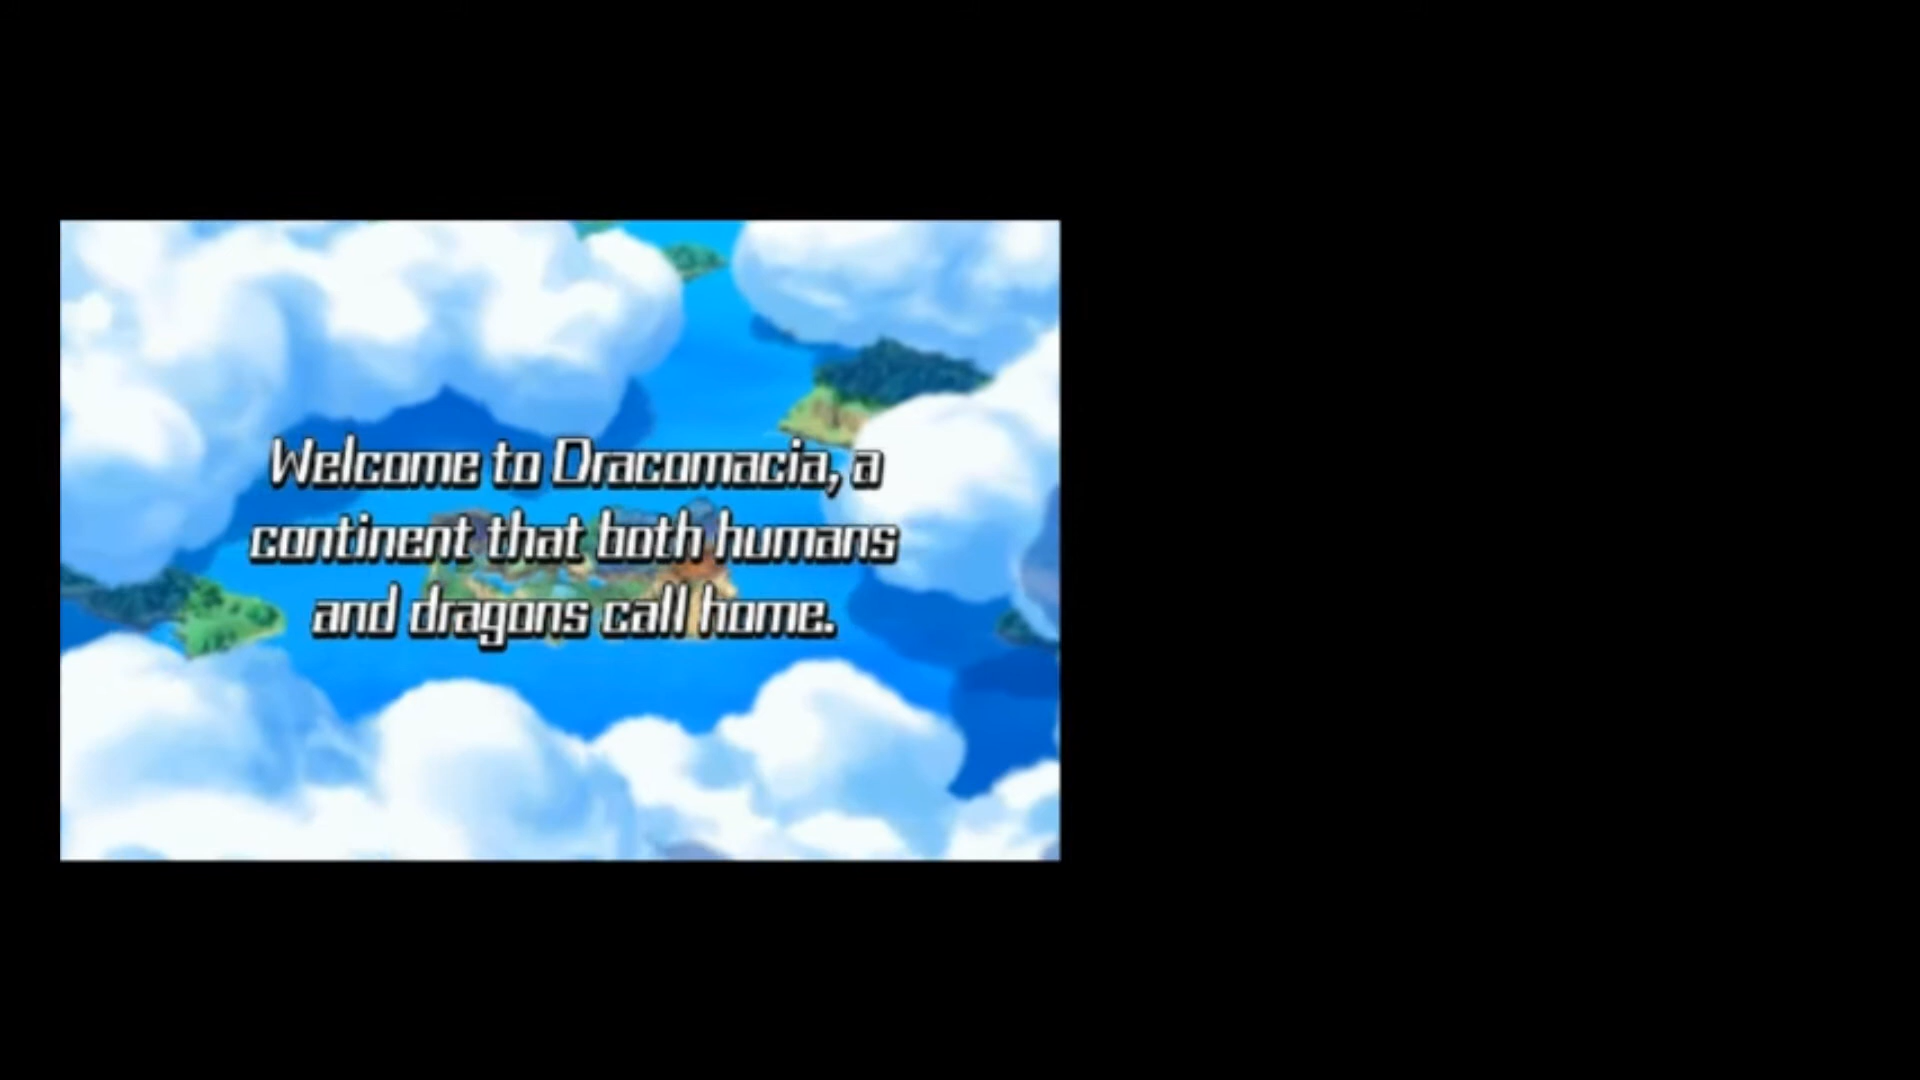 Welcome to Dracomacia, a
continent that both humans
and dragons call home.